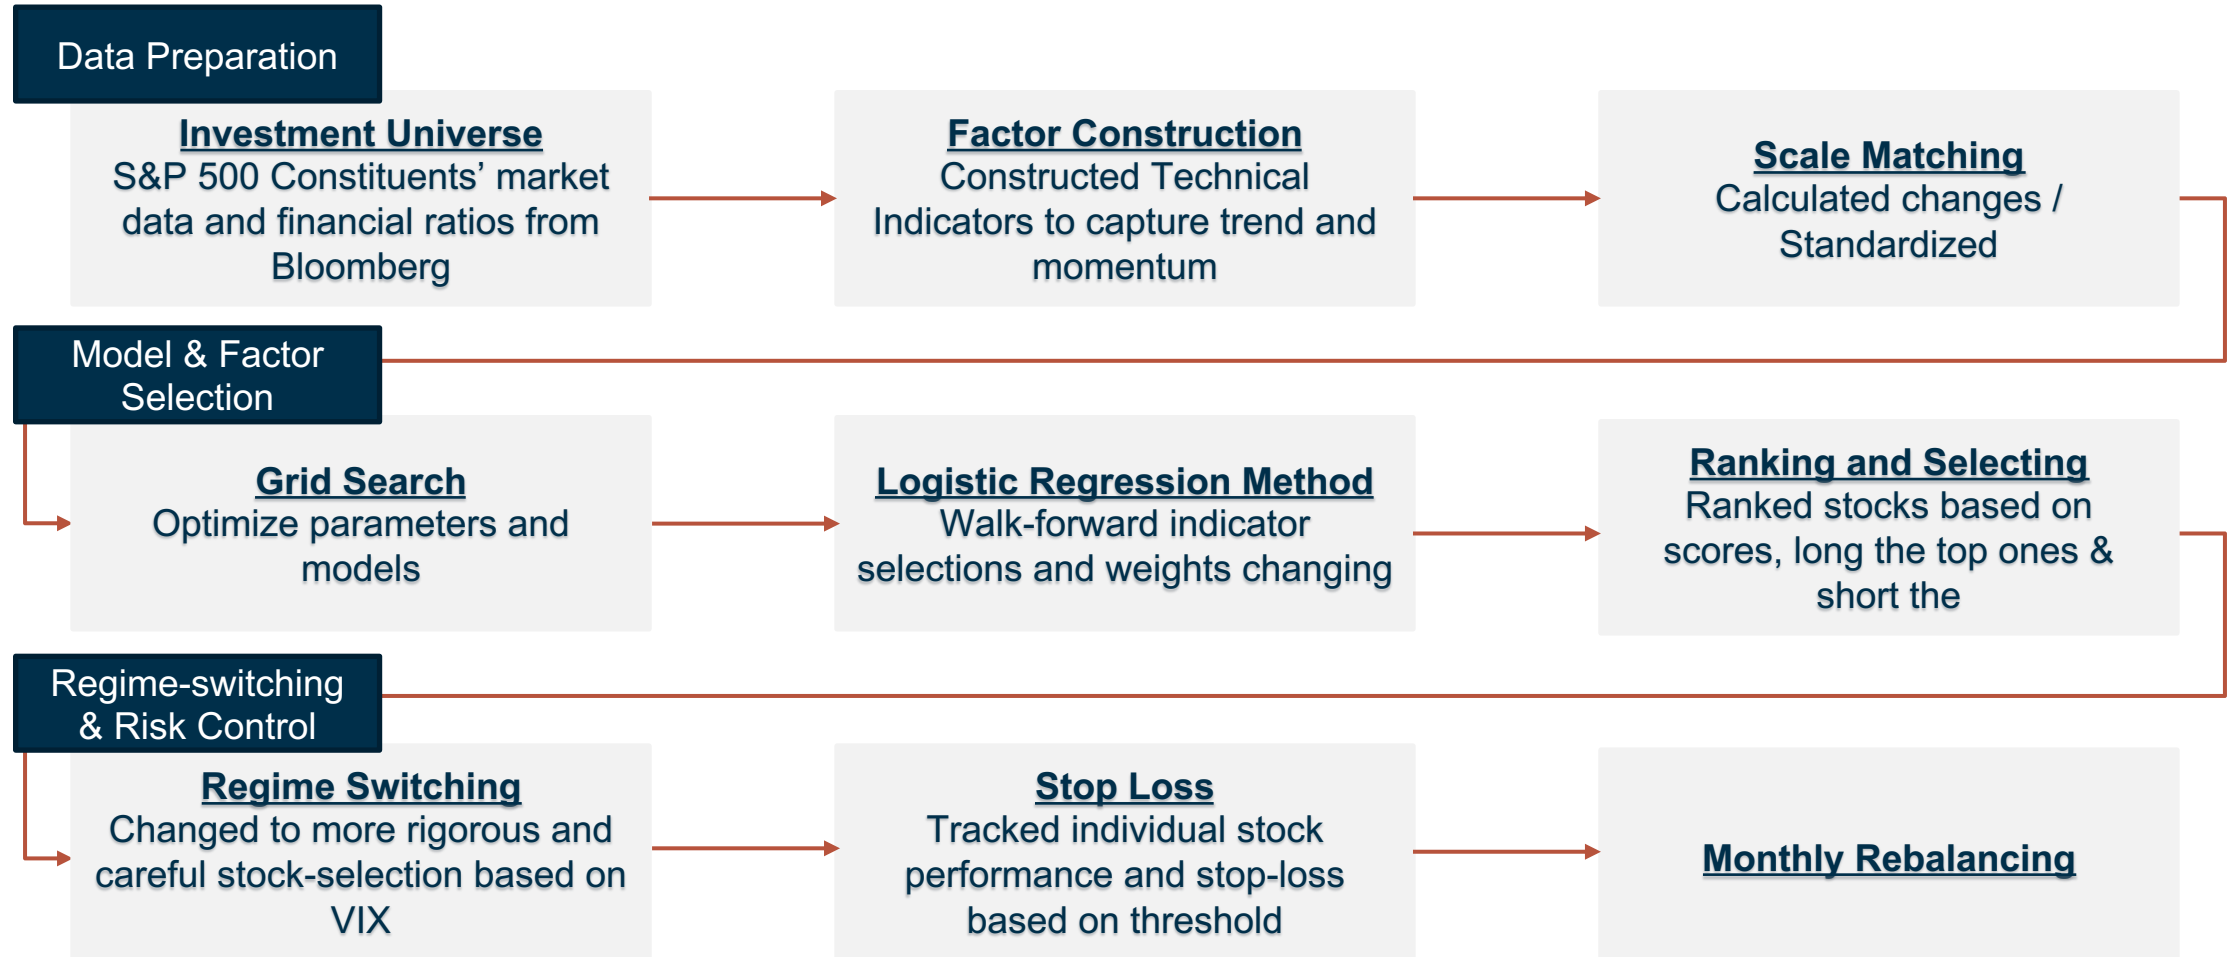 Data Preparation
Investment Universe
S&P 500 Constituents’ market
data and financial ratios from
Bloomberg
Factor Construction
Constructed Technical
Indicators to capture trend and
momentum
Scale Matching
Calculated changes /
Standardized
Model & Factor
Selection
Grid Search
Optimize parameters and
models
Logistic Regression Method
Walk-forward indicator
selections and weights changing
Ranking and Selecting
Ranked stocks based on
scores, long the top ones &
short the
Regime-switching
& Risk Control
Regime Switching
Changed to more rigorous and
careful stock-selection based on
VIX
Stop Loss
Tracked individual stock
performance and stop-loss
based on threshold
Monthly Rebalancing